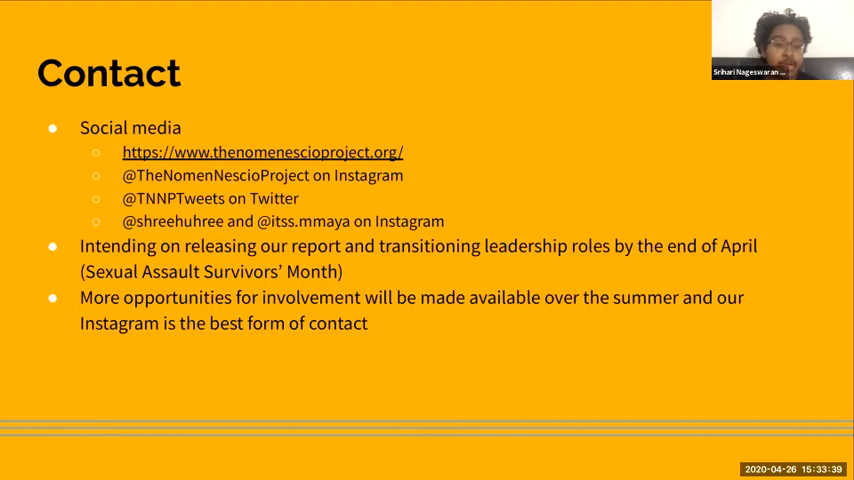 Srihari Nageswaran ...
Contact
Social media
https://www.thenomenescioproject.org/
@TheNomenNescioProject on Instagram
@TNNPTweets on Twitter
@shreehuhree and @itss.mmaya on Instagram
Intending on releasing our report and transitioning leadership roles by the end of April
(Sexual Assault Survivors' Month)
More opportunities for involvement will be made available over the summer and our
Instagram is the best form of contact
2020-04-26 15:33:39